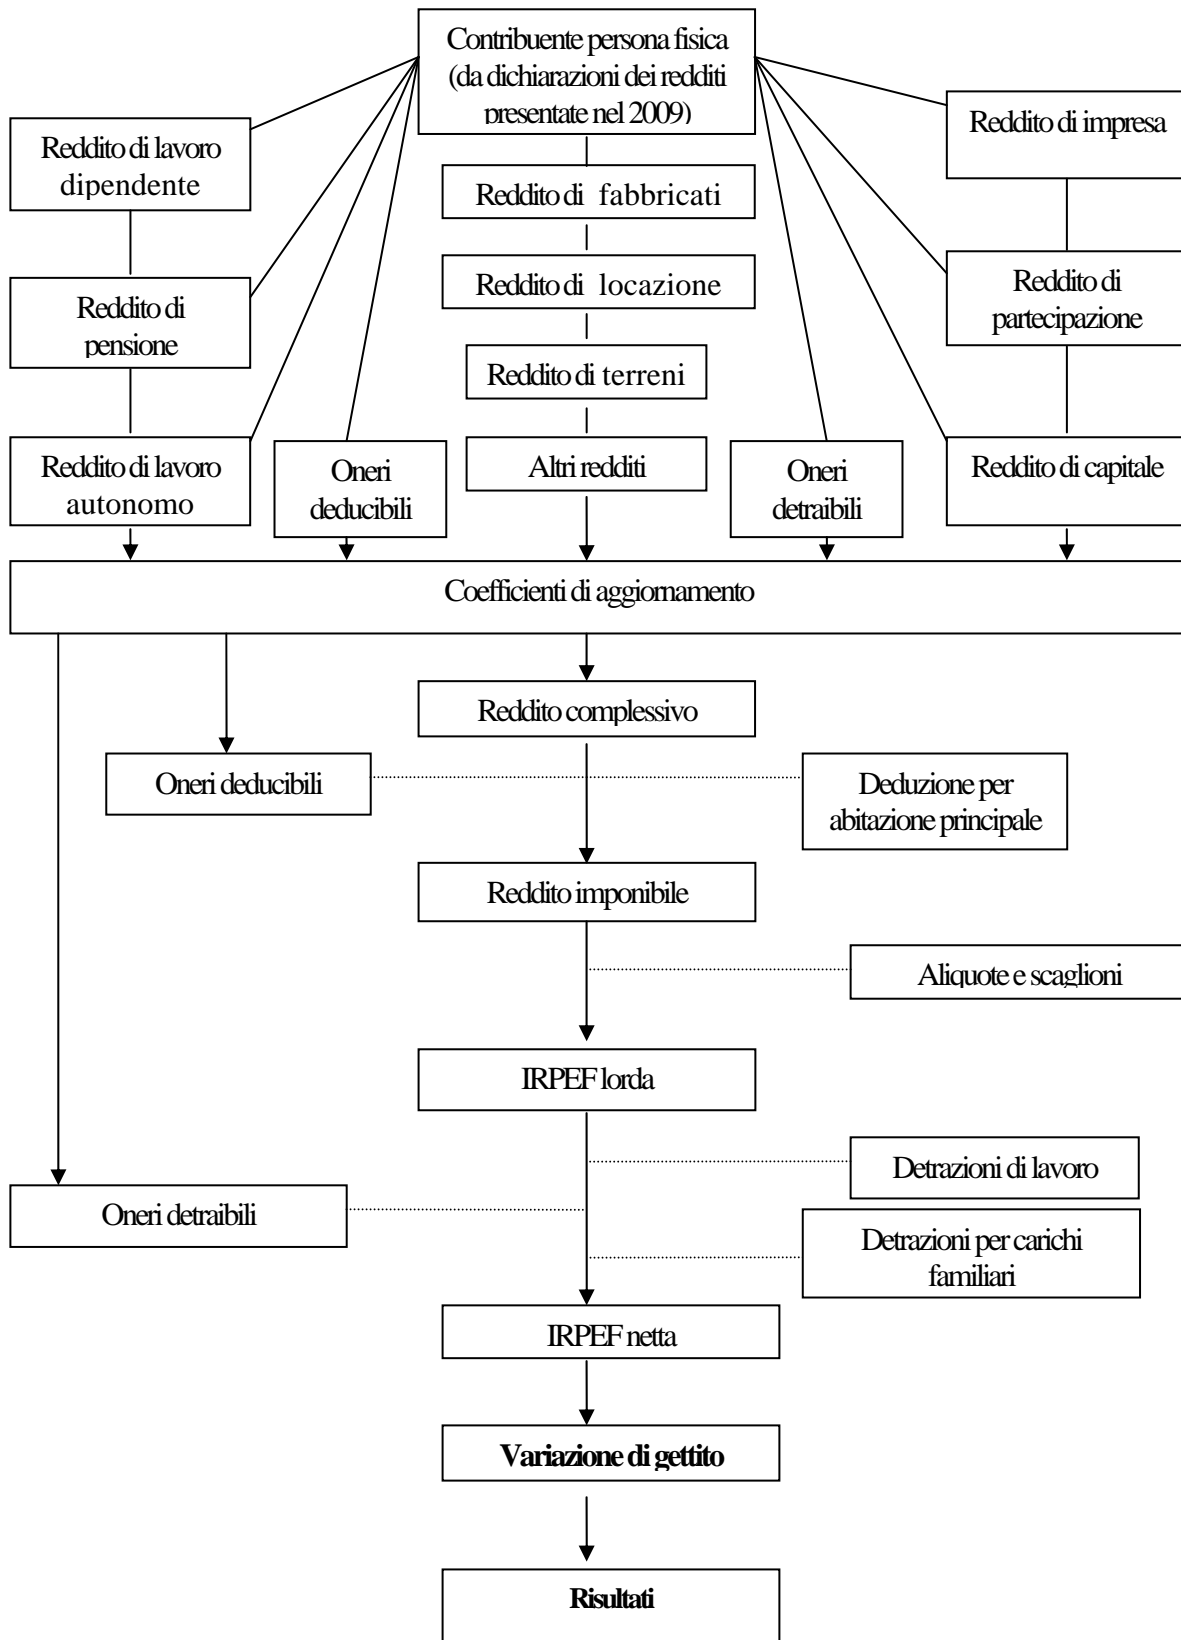 Contribuente persona fisica
(da dichiarazioni dei redditi
presentate nel 2009)
Reddito di lavoro
dipendente
Reddito di fabbricati
Reddito di impresa
Reddito di
pensione
Reddito di locazione
Reddito di
partecipazione
Reddito di terreni
Reddito di lavoro
autonomo
Oneri
deducibili
Altri redditi
Oneri
detraibili
Reddito di capitale
Coefficienti di aggiornamento
Reddito complessivo
Oneri deducibili
Deduzione per
abitazione principale
Reddito imponibile
Aliquote e scaglioni
IRPEF lorda
Detrazioni di lavoro
Oneri detraibili
Detrazioni per carichi
familiari
IRPEF netta
Variazione di gettito
Risultati